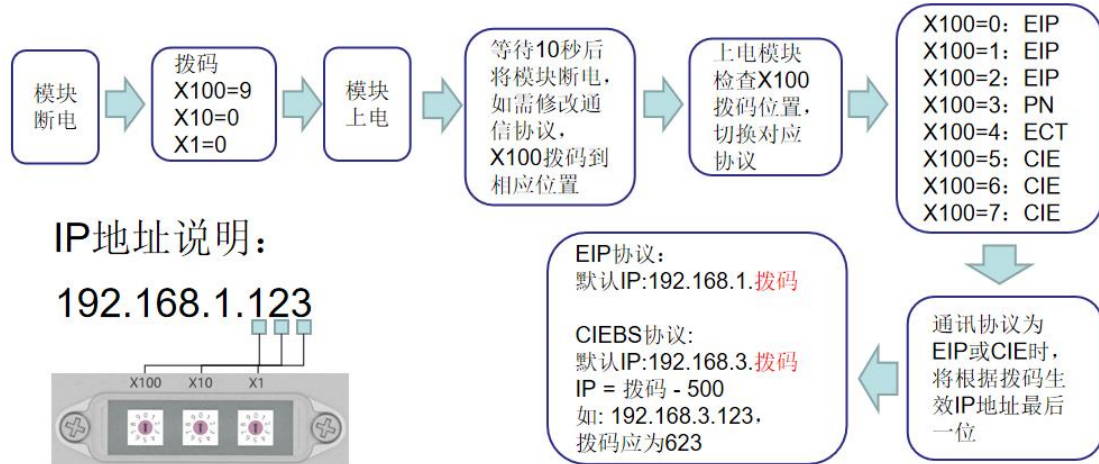 模块
断电
拨码
X100=9
X10=0
X1=0
模块
上电
等待10秒后
将模块断电，
如需修改通
信协议，
X100拨码到
相应位置
上电模块
检查X100
拨码位置，
切换对应
协议
X100=0：EIP
X100=1：EIP
X100=2：EIP
X100=3：PN
X100=4：ECT
X100=5：CIE
X100=6：CIE
X100=7：CIE
通讯协议为
EIP或CIE时，
将根据拨码生
效IP地址最后
一位
EIP协议：
默认IP:192.168.1.拨码
CIEBS协议:
默认IP:192.168.3.拨码
IP = 拨码 - 500
如: 192.168.3.123，
拨码应为623
IP地址说明：
192.168.1.123
X100 X10 X1